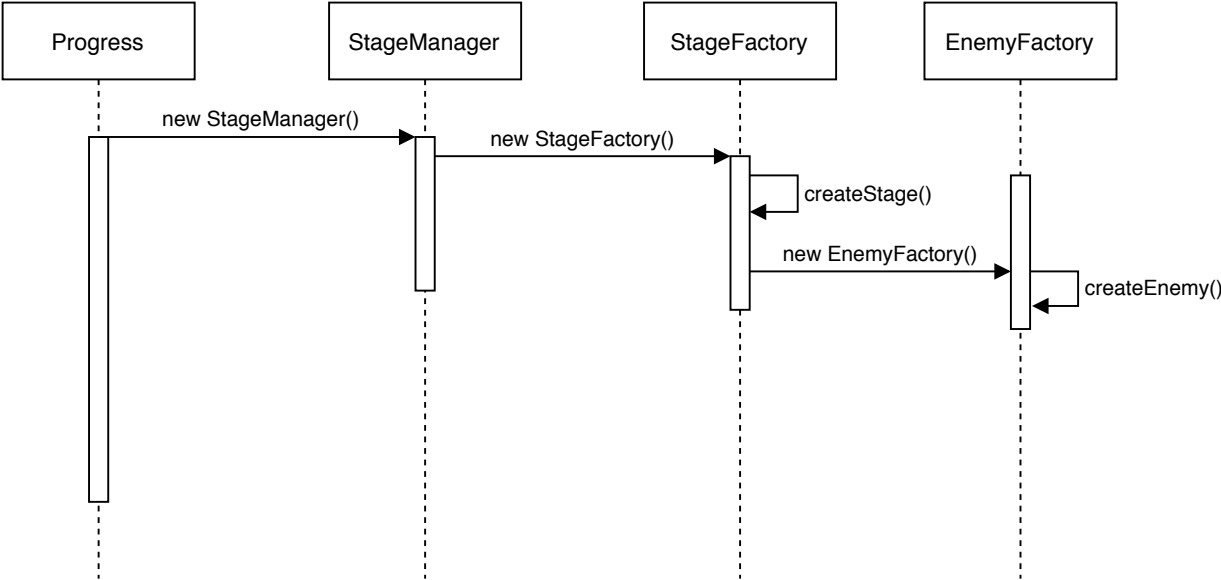 Progress
StageManager
StageFactory
EnemyFactory
new StageManager()
new StageFactory()
createStage()
new EnemyFactory()
createEnemy()